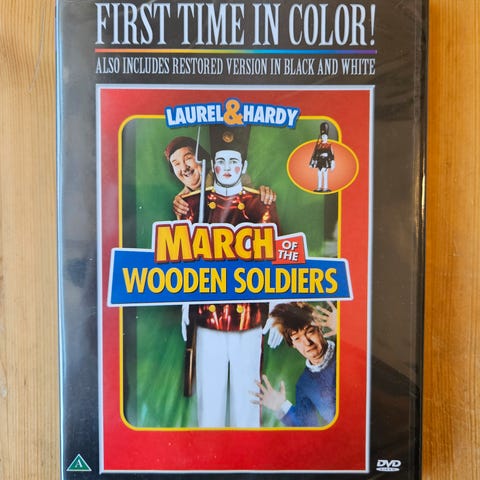 FIRST TIME IN COLOR!
ALSO INCLUDES RESTORED VERSION IN BLACK AND WHITE
LAUREL & HARDY
MARCH OF THE
WOODEN SOLDIERS
A
DVD